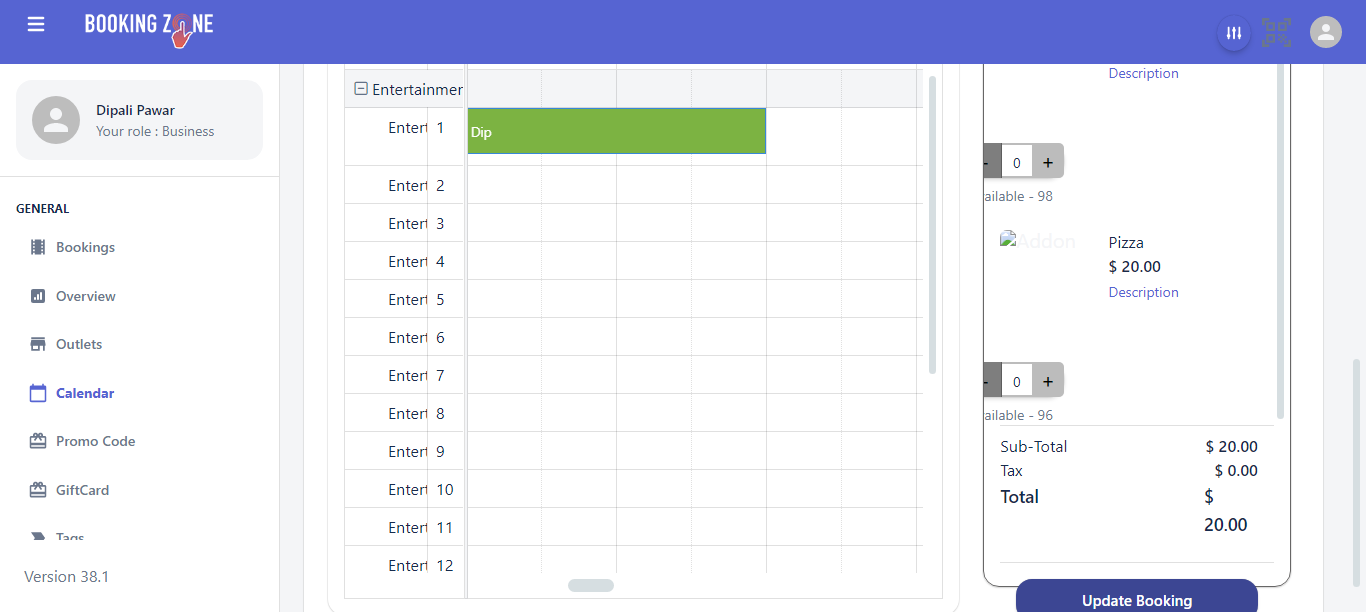 BOOKING ZONE
Dipali Pawar
Your role : Business
GENERAL
Bookings
Overview
Outlets
Calendar
Promo Code
GiftCard
Tags
Version 38.1
Entertainmer
Entert 1
Dip
Entert 2
Entert 3
Entert 4
Entert 5
Entert 6
Entert 7
Entert 8
Entert 9
Entert 10
Entert 11
Entert 12
Description
- 0 +
ailable - 98
Addon
Pizza
$ 20.00
Description
- 0 +
ailable - 96
Sub-Total $ 20.00
Tax $ 0.00
Total $
20.00
Update Booking